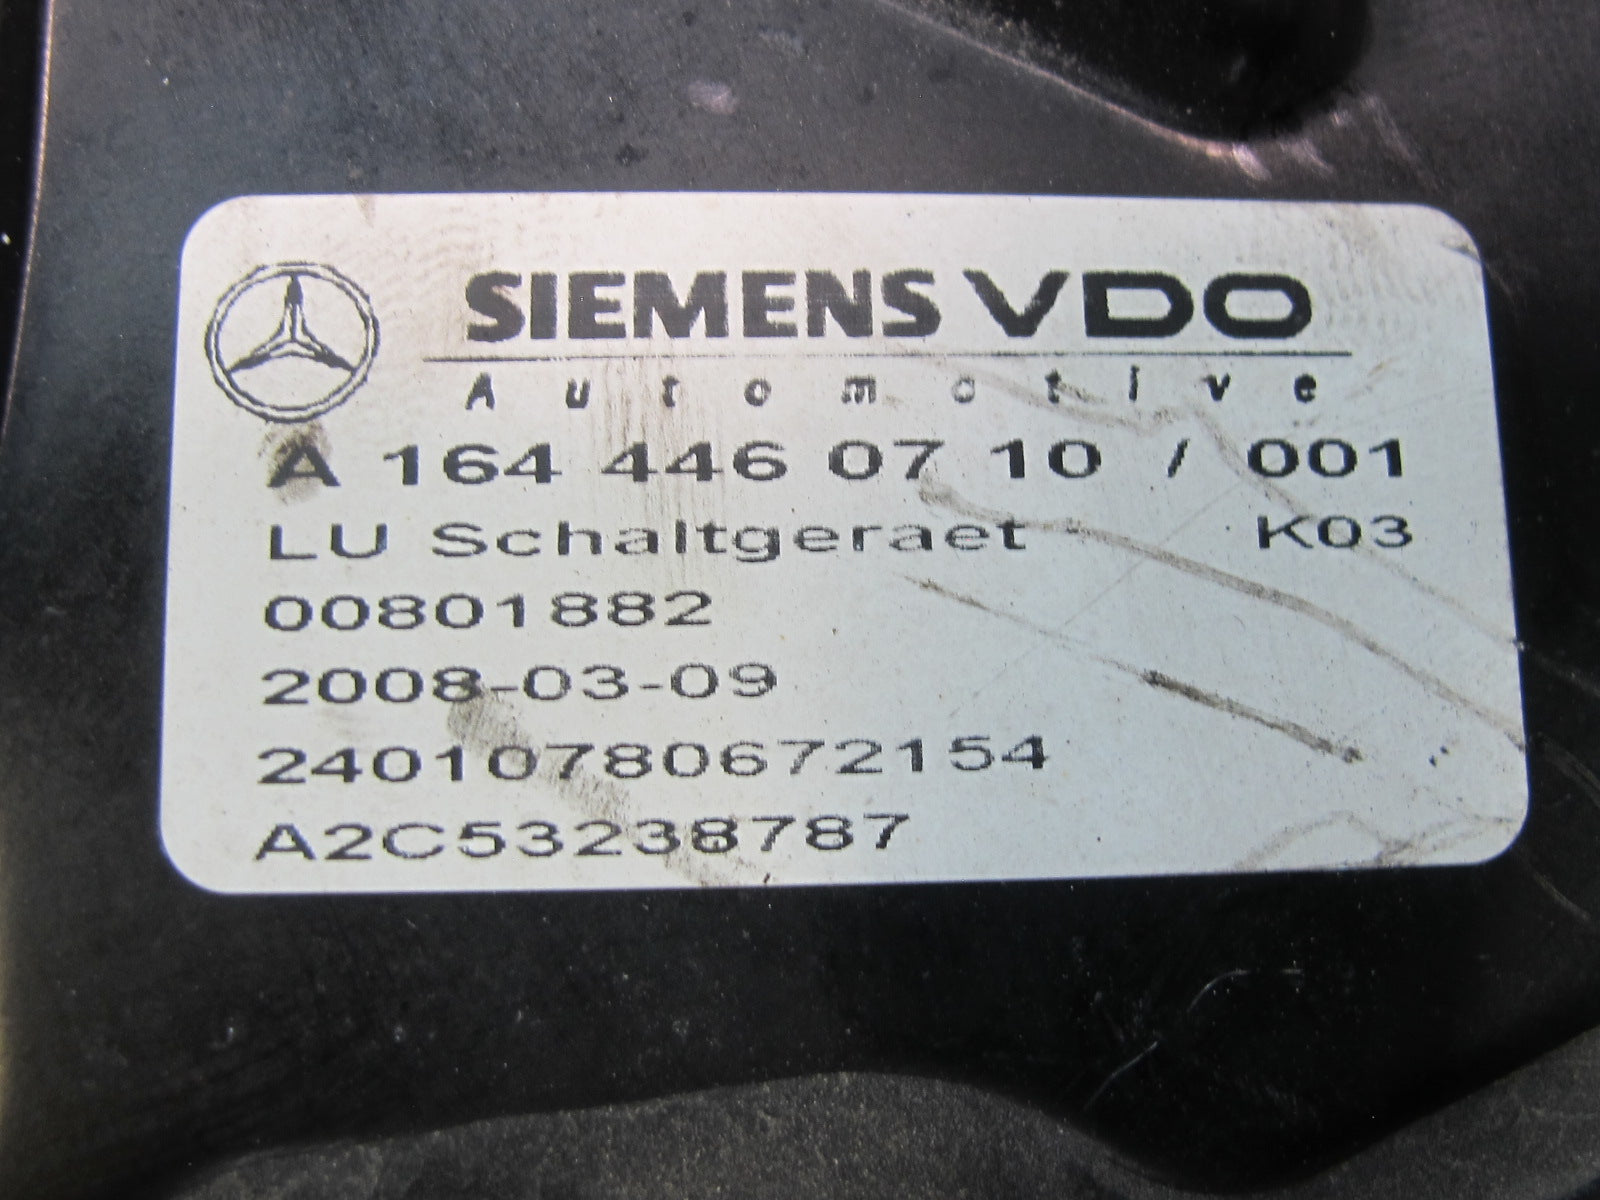 SIEMENS VDO
Automotive
A 164 446 07 10 / 001
LU Schaltgeraet K03
00801882
2008-03-09
24010780672154
A2C53238787